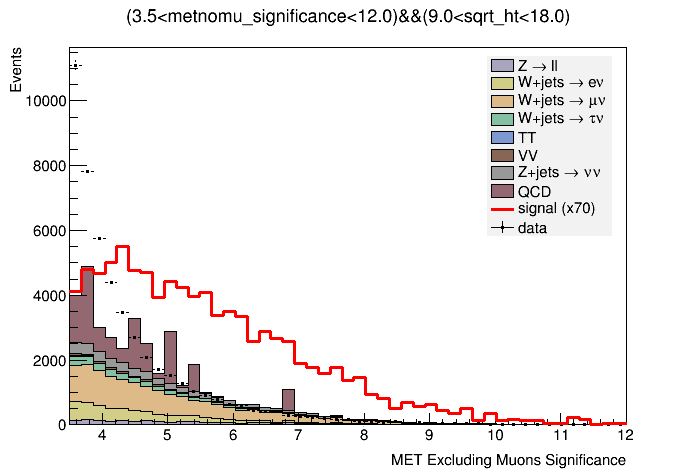 (3.5<metnomu_significance<12.0)&&(9.0<sqrt_ht<18.0)
Events
10000
8000
6000
4000
2000
0
Z → ll
W+jets → eν
W+jets → μν
W+jets → τν
TT
VV
Z+jets → νν
QCD
signal (x70)
data
4 5 6 7 8 9 10 11 12
MET Excluding Muons Significance